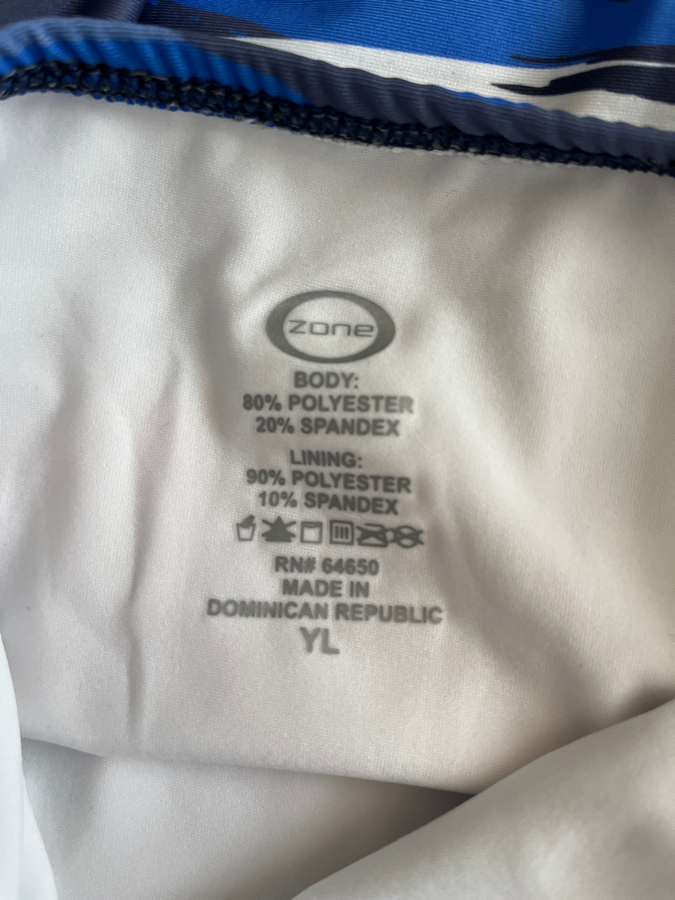 zone
BODY:
80% POLYESTER
20% SPANDEX
LINING:
90% POLYESTER
10% SPANDEX
RN# 64650
MADE IN
DOMINICAN REPUBLIC
YL